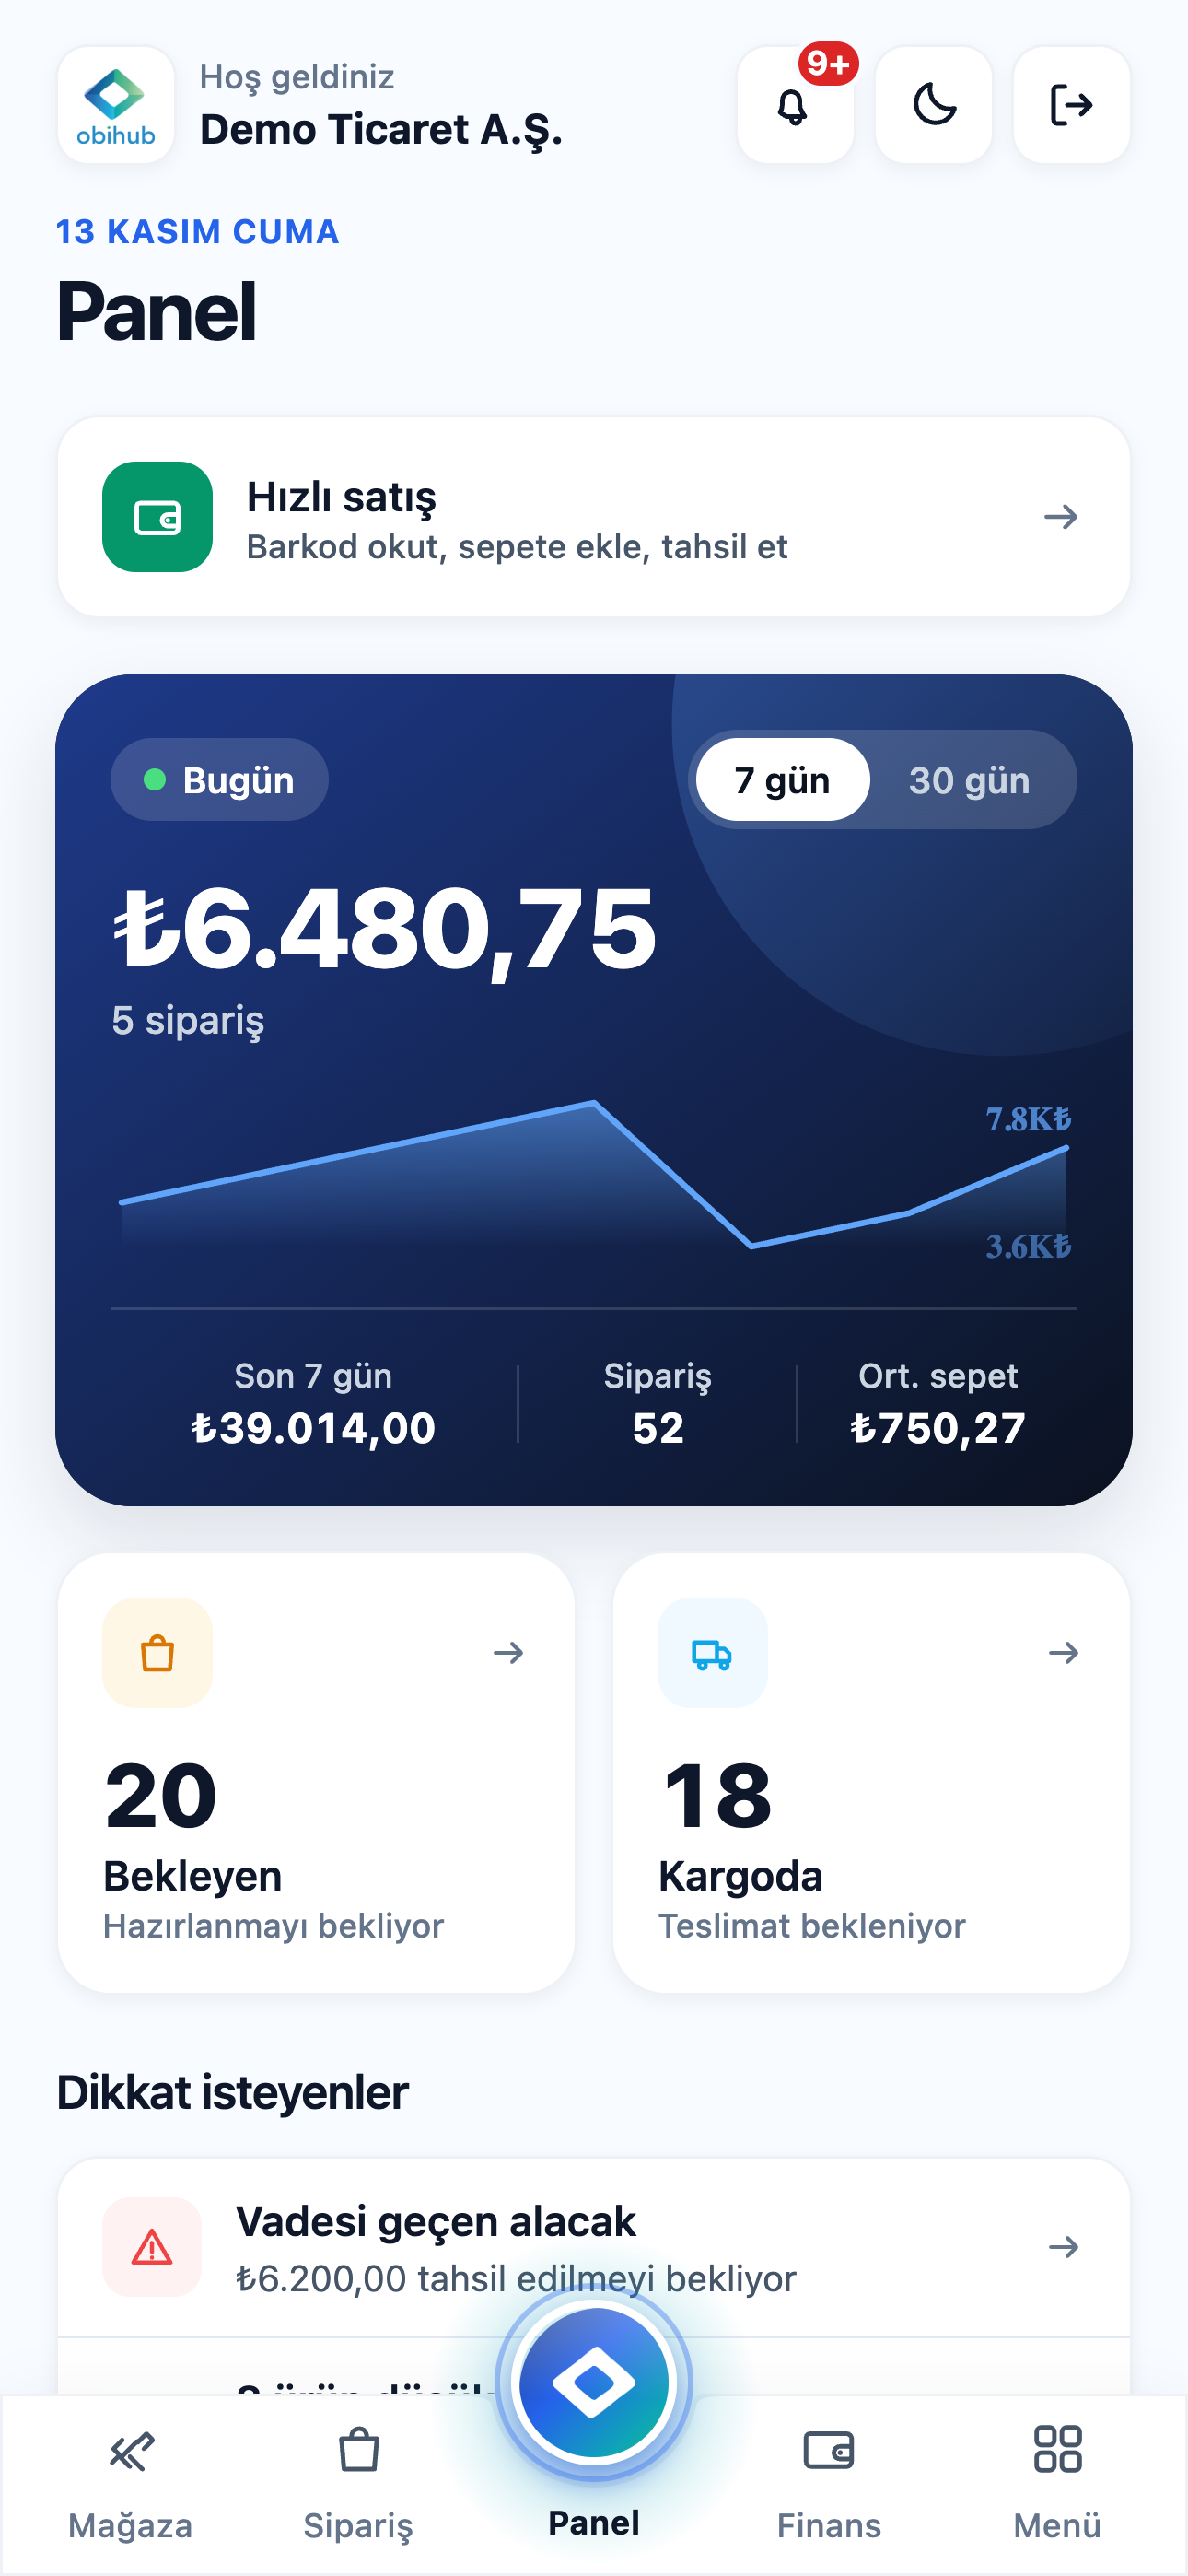 obihub
Hoş geldiniz
Demo Ticaret A.Ş.
9+
13 KASIM CUMA
Panel
Hızlı satış
Barkod okut, sepete ekle, tahsil et
Bugün
7 gün
30 gün
₺6.480,75
5 sipariş
7.8K₺
3.6K₺
Son 7 gün
₺39.014,00
Sipariş
52
Ort. sepet
₺750,27
20
Bekleyen
Hazırlanmayı bekliyor
18
Kargoda
Teslimat bekleniyor
Dikkat isteyenler
Vadesi geçen alacak
₺6.200,00 tahsil edilmeyi bekliyor
Mağaza
Sipariş
Panel
Finans
Menü